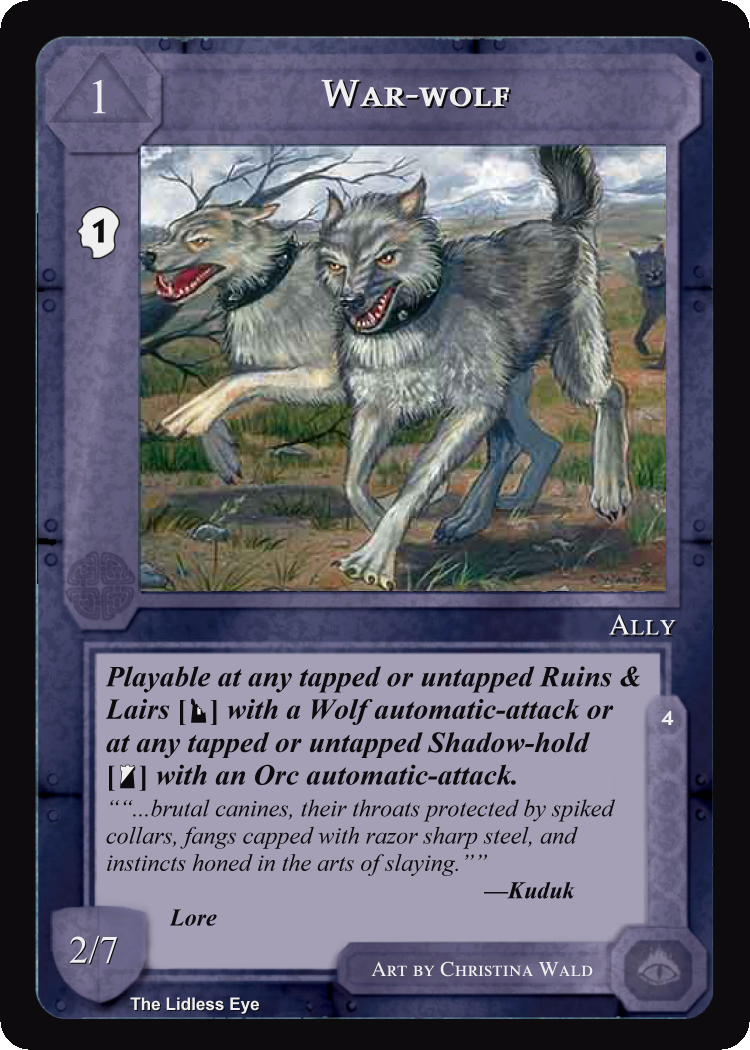 1
War-wolf
1
Ally
Playable at any tapped or untapped Ruins &
Lairs [] with a Wolf automatic-attack or
at any tapped or untapped Shadow-hold
[] with an Orc automatic-attack.
4
““...brutal canines, their throats protected by spiked
collars, fangs capped with razor sharp steel, and
instincts honed in the arts of slaying.””
—Kuduk
Lore
2/7
Art by Christina Wald
The Lidless Eye